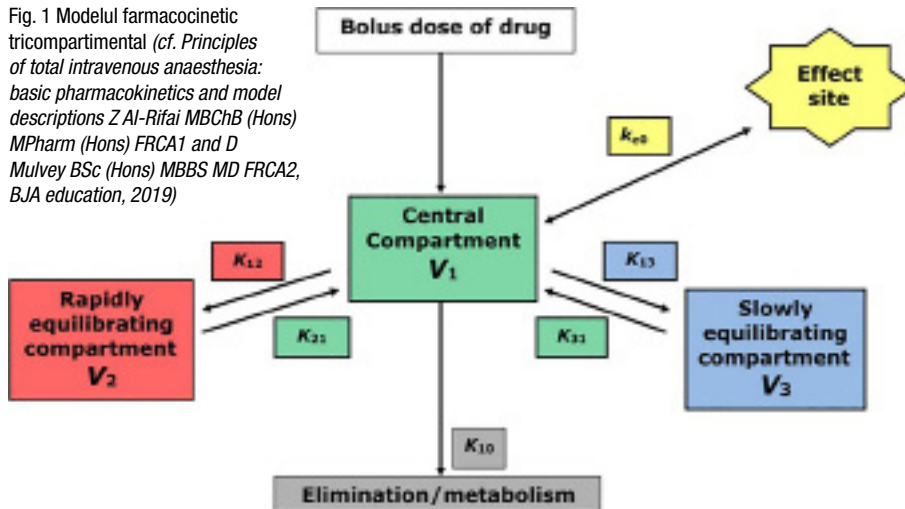 Fig. 1 Modelul farmacocinetic
tricompartimental (cf. Principles
of total intravenous anaesthesia:
basic pharmacokinetics and model
descriptions Z Al-Rifai MBChB (Hons)
MPharm (Hons) FRCA1 and D
Mulvey BSc (Hons) MBBS MD FRCA2,
BJA education, 2019)
Bolus dose of drug
Effect
site
ke0
Central
Compartment
V1
K12
K21
K13
K31
Rapidly
equilibrating
compartment
V2
Slowly
equilibrating
compartment
V3
K10
Elimination/metabolism